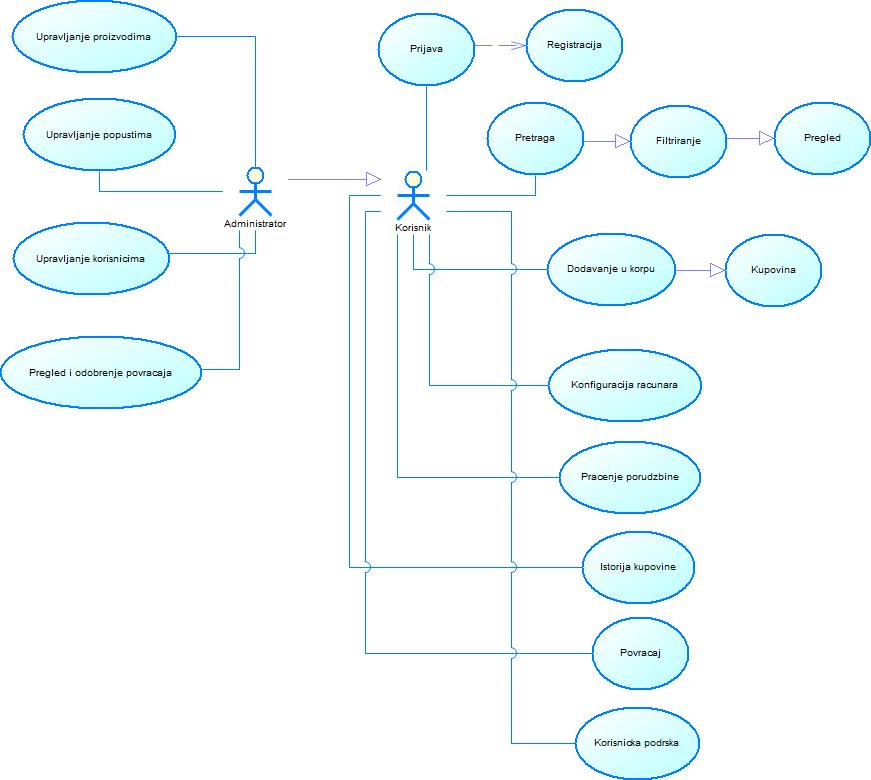 Upravljanje proizvodima
Prijava
Registracija
Upravljanje popustima
Pretraga
Filtriranje
Pregled
Administrator
Korisnik
Upravljanje korisnicima
Dodavanje u korpu
Kupovina
Pregled i odobrenje povracaja
Konfiguracija racunara
Pracenje porudzbine
Istorija kupovine
Povracaj
Korisnicka podrska